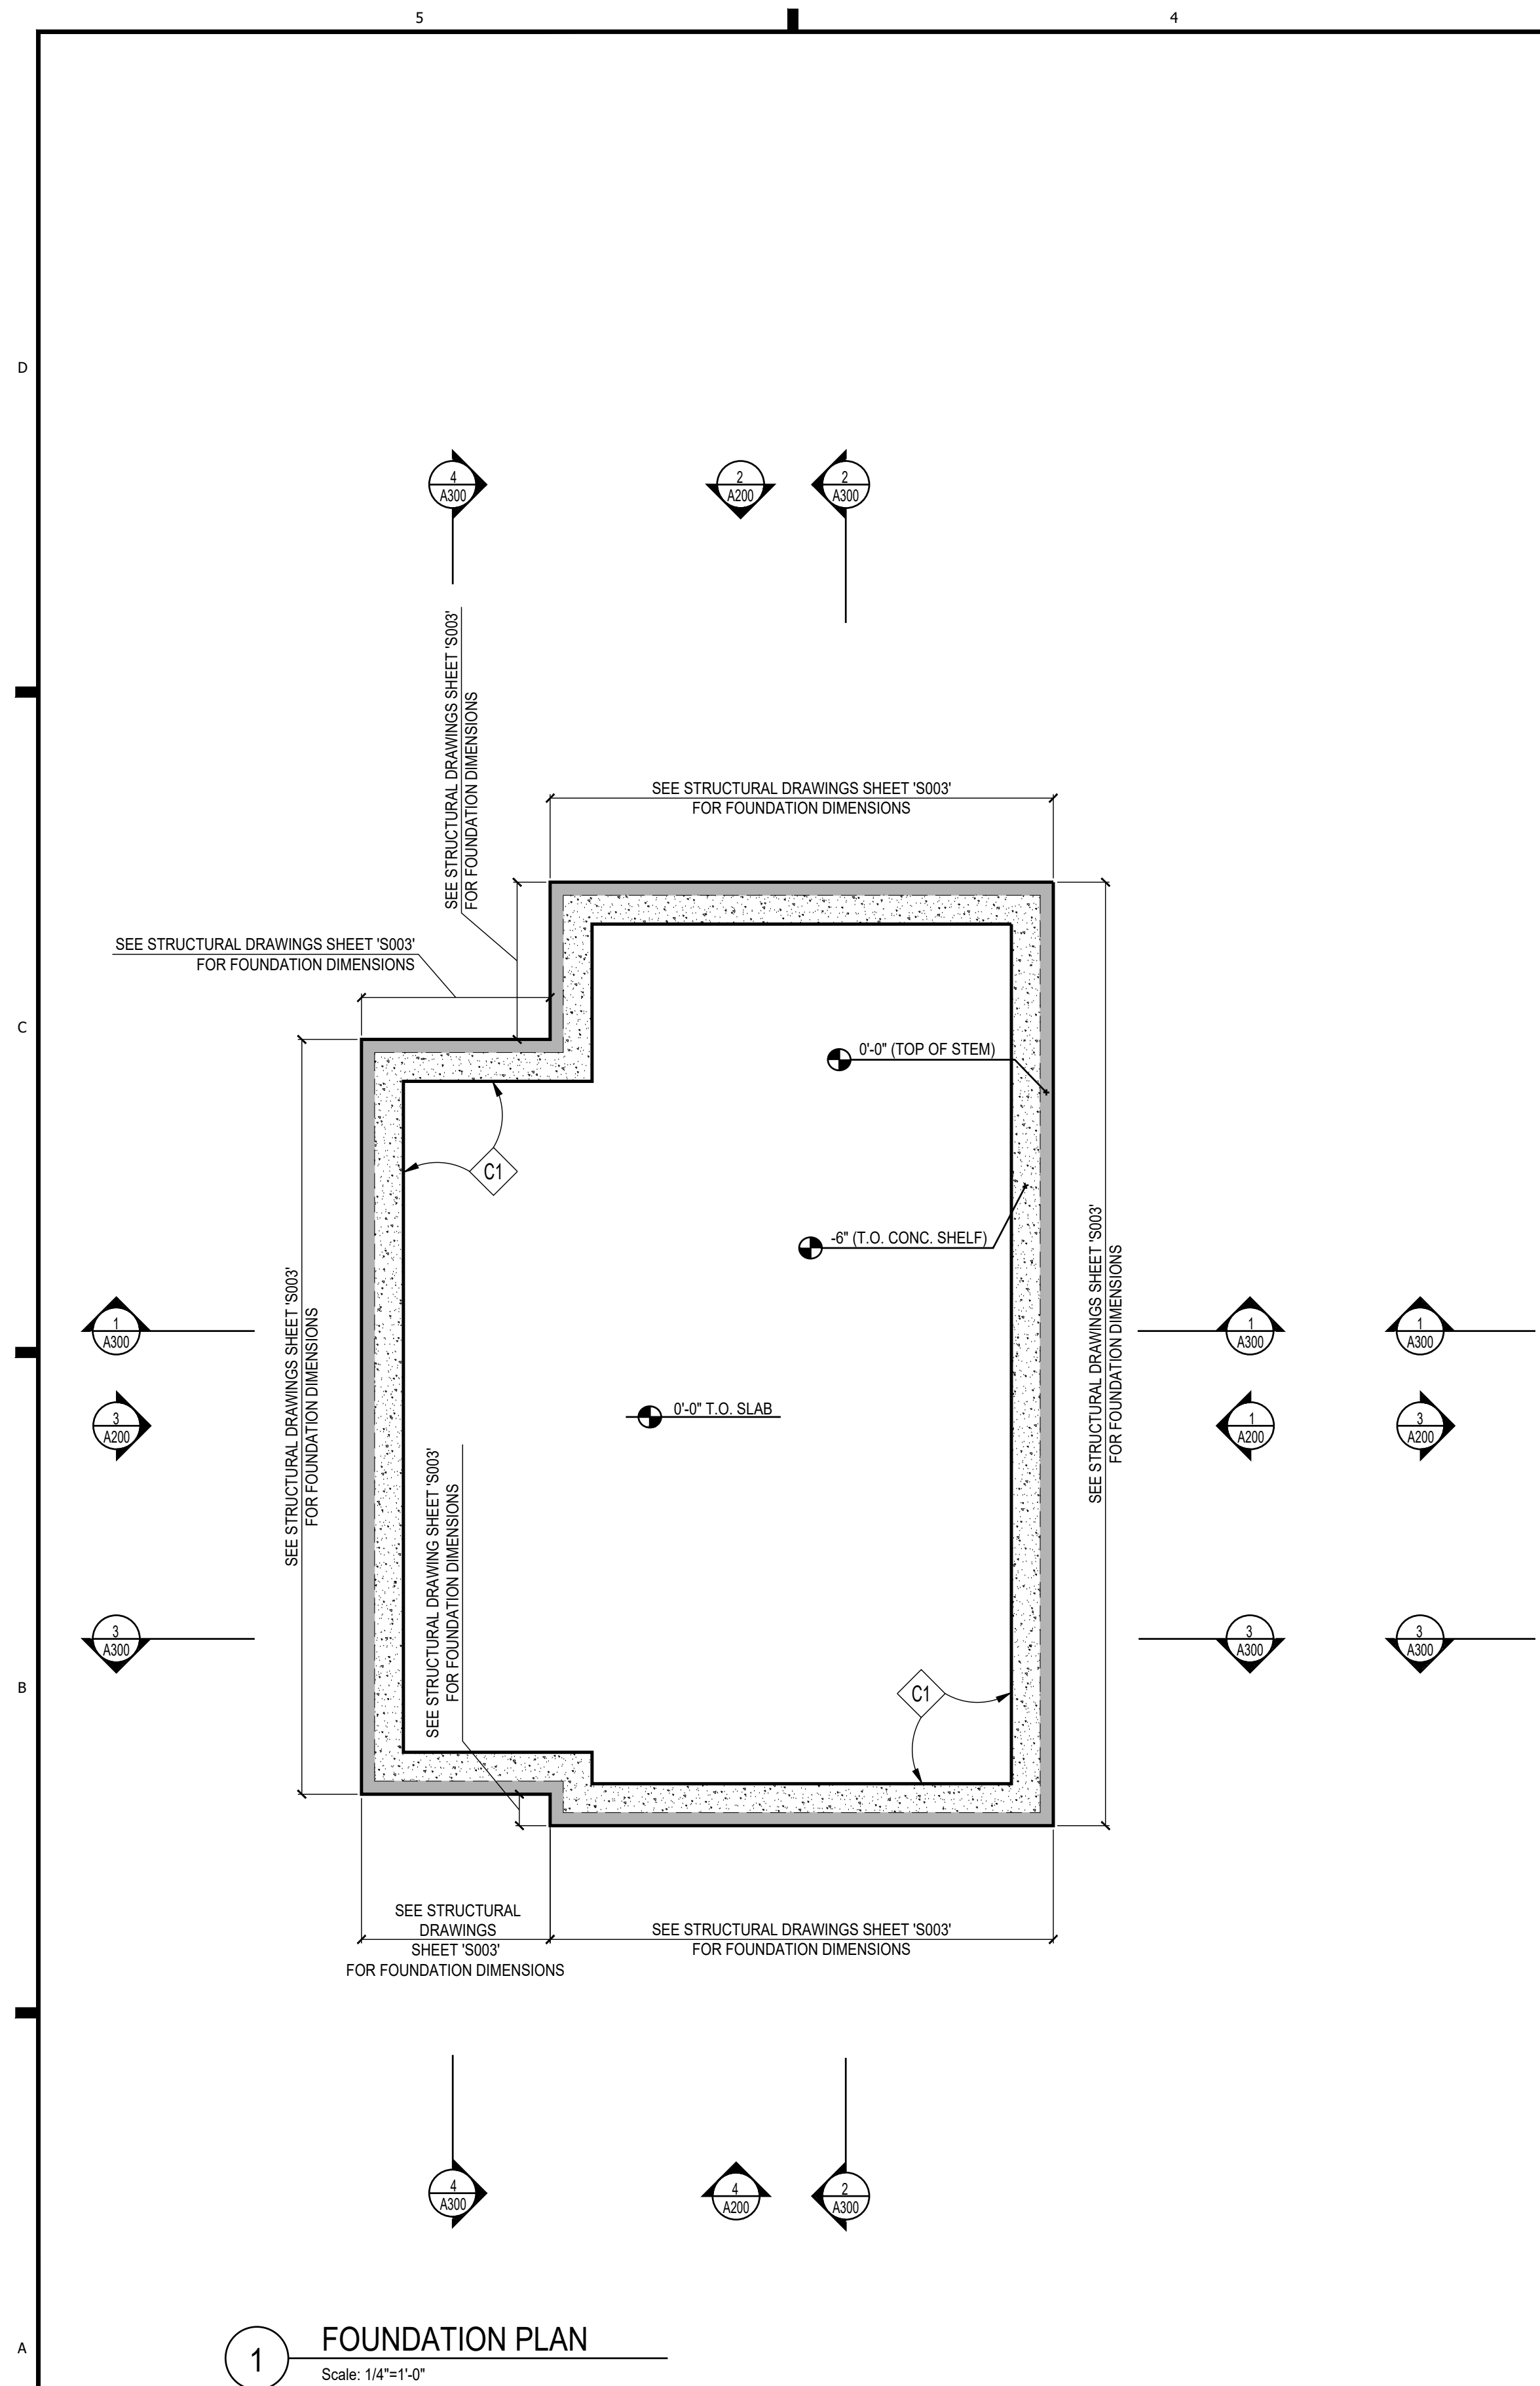 5
4
D
4
A300
2
A200
2
A300
SEE STRUCTURAL DRAWINGS SHEET 'S003'
FOR FOUNDATION DIMENSIONS
SEE STRUCTURAL DRAWINGS SHEET 'S003'
FOR FOUNDATION DIMENSIONS
SEE STRUCTURAL DRAWINGS SHEET 'S003'
FOR FOUNDATION DIMENSIONS
C
0'-0" (TOP OF STEM)
C1
-6" (T.O. CONC. SHELF)
SEE STRUCTURAL DRAWINGS SHEET 'S003'
FOR FOUNDATION DIMENSIONS
SEE STRUCTURAL DRAWINGS SHEET 'S003'
FOR FOUNDATION DIMENSIONS
1
A300
1
A300
1
A300
0'-0" T.O. SLAB
3
A200
1
A200
3
A200
SEE STRUCTURAL DRAWING SHEET 'S003'
FOR FOUNDATION DIMENSIONS
3
A300
3
A300
3
A300
B
C1
SEE STRUCTURAL
DRAWINGS
SHEET 'S003'
FOR FOUNDATION DIMENSIONS
SEE STRUCTURAL DRAWINGS SHEET 'S003'
FOR FOUNDATION DIMENSIONS
4
A300
4
A200
2
A300
A
1
FOUNDATION PLAN
Scale: 1/4"=1'-0"